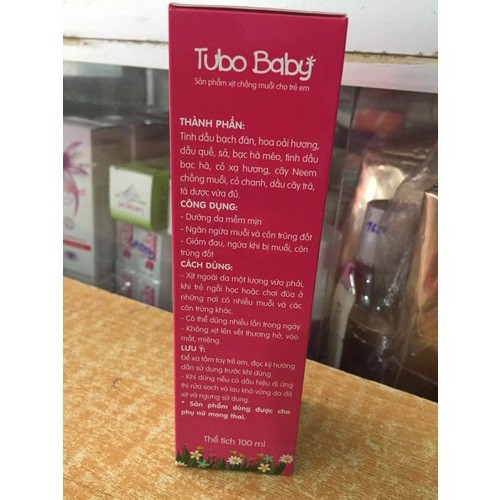 Tubo Baby
Sản phẩm xịt chống muỗi cho trẻ em
THÀNH PHẦN:
Tinh dầu bạch đàn, hoa oải hương,
dầu quế, sả, bạc hà mèo, tinh dầu
bạc hà, cỏ xạ hương, cây Neem
chống muỗi, cỏ chanh, dầu cây trà,
tá dược vừa đủ.
CÔNG DỤNG:
- Dưỡng da mềm mịn
- Ngăn ngừa muỗi và côn trùng đốt
- Giảm đau, ngứa khi bị muỗi, côn
trùng đốt
CÁCH DÙNG:
- Xịt ngoài da một lượng vừa phải,
khi trẻ ngồi học hoặc chơi đùa ở
những nơi có nhiều muỗi và các
côn trùng khác.
- Có thể dùng nhiều lần trong ngày.
- Không xịt lên vết thương hở, vào
mắt, miệng.
LƯU Ý:
Để xa tầm tay trẻ em, đọc kỹ hướng
dẫn sử dụng trước khi dùng.
- Khi dùng nếu có dấu hiệu dị ứng
thì rửa sạch và lau khô vùng da đã
xịt và ngưng sử dụng.
* Sản phẩm dùng được cho
phụ nữ mang thai.
Thể tích 100 ml